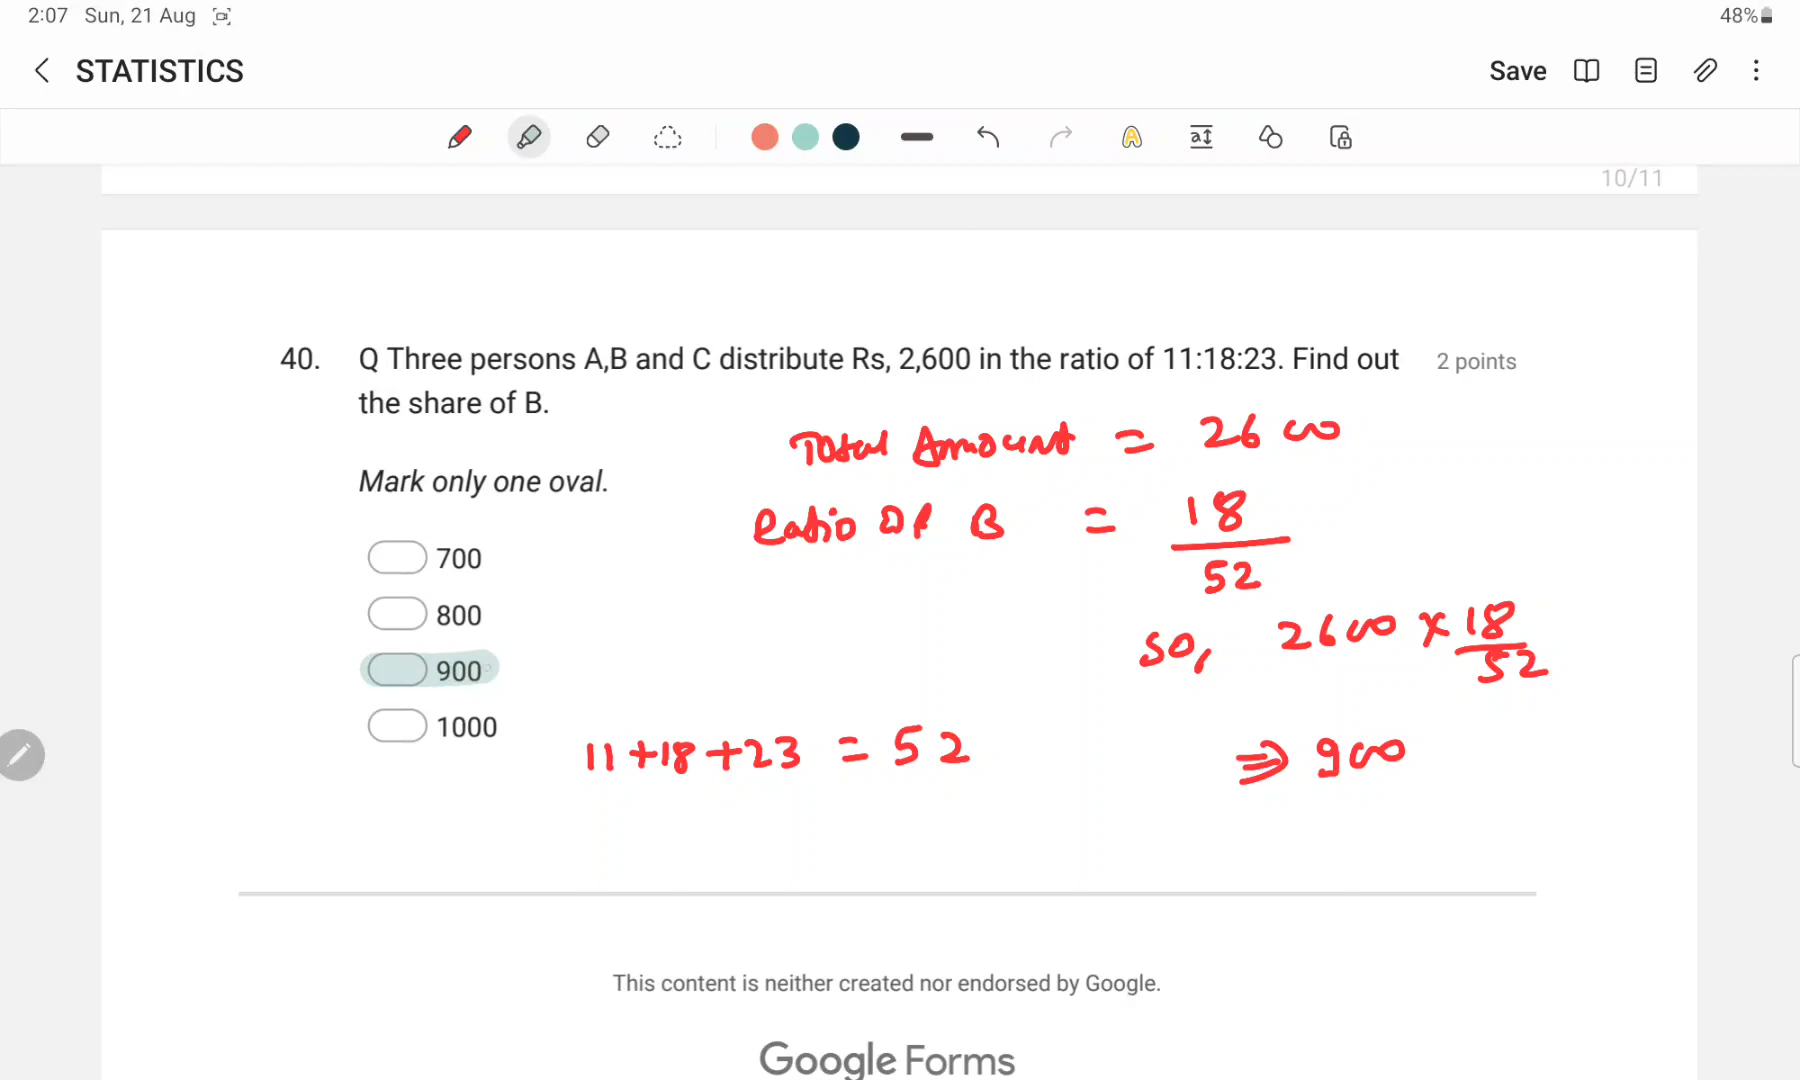 2:07 Sun, 21 Aug
48%
STATISTICS
Save
10/11
40. Q Three persons A,B and C distribute Rs, 2,600 in the ratio of 11:18:23. Find out 2 points
the share of B.
Total Amount = 2600
Mark only one oval.
Ratio Of B = 18
52
700
800
So, 2600 x 18
52
900
1000
11+18+23 = 52
⇒ 900
This content is neither created nor endorsed by Google.
Google Forms